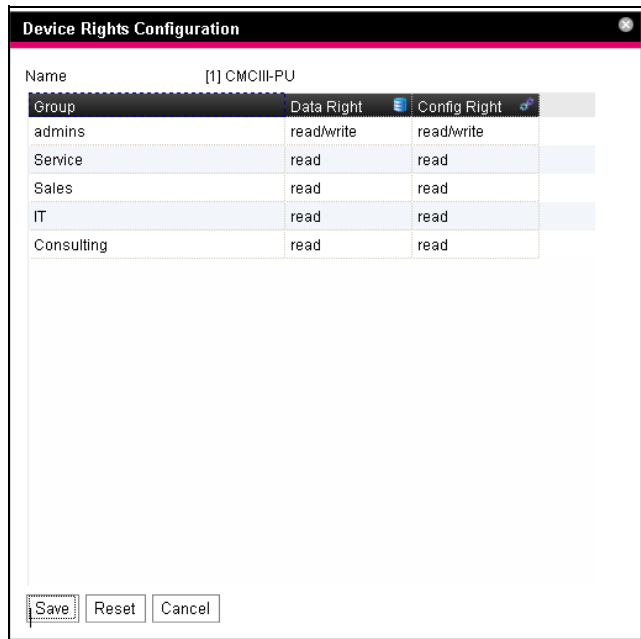 Device Rights Configuration
Name [1] CMCIII-PU
Group Data Right Config Right
admins read/write read/write
Service read read
Sales read read
IT read read
Consulting read read
Save Reset Cancel